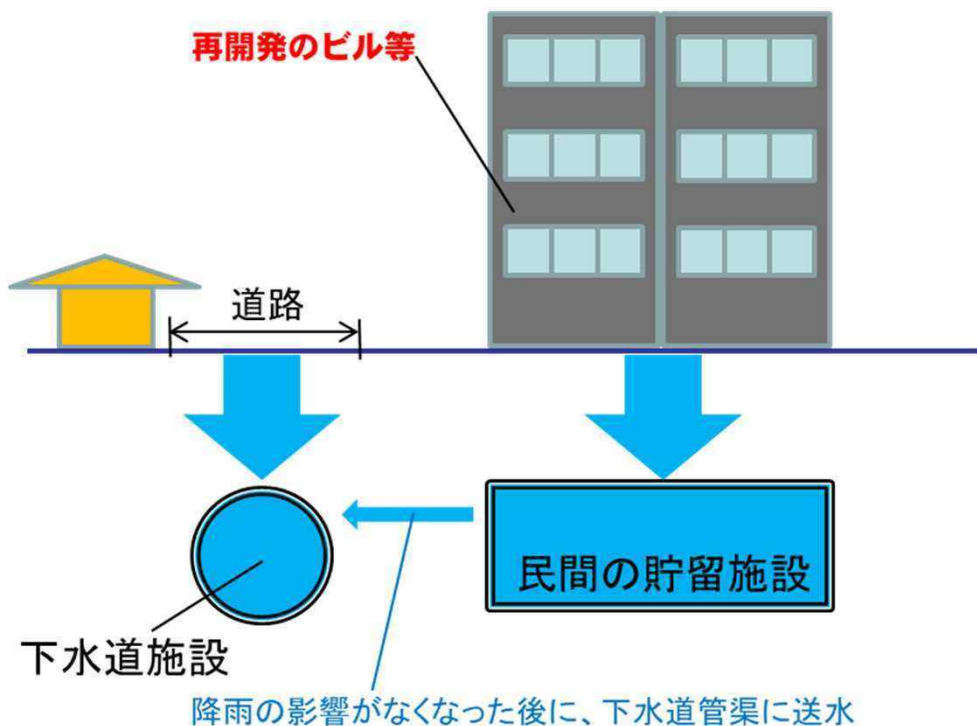 再開発のビル等
道路
民間の貯留施設
下水道施設
降雨の影響がなくなった後に、下水道管渠に送水